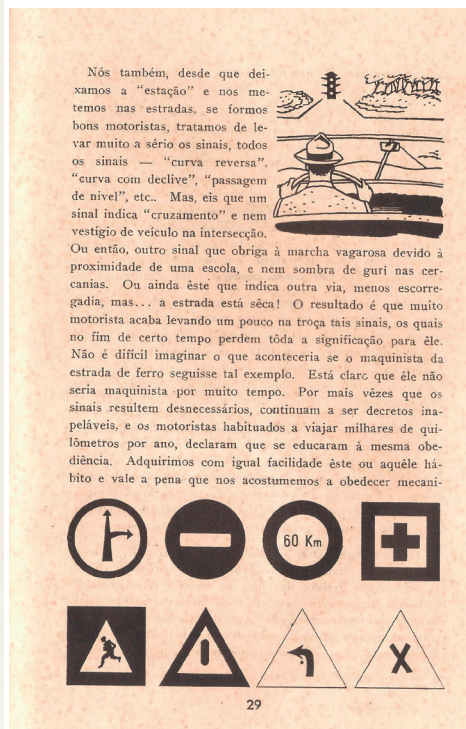 Nós também, desde que dei-
xamos a "estação" e nos me-
temos nas estradas, se formos
bons motoristas, tratamos de le-
var muito a sério os sinais, todos
os sinais — "curva reversa",
"curva com declive", "passagem
de nivel", etc.. Mas, eis que um
sinal indica "cruzamento" e nem
vestígio de veículo na intersecção.
Ou então, outro sinal que obriga à marcha vagarosa devido à
proximidade de uma escola, e nem sombra de gurí nas cer-
canias. Ou ainda êste que indica outra via, menos escorre-
gadia, mas... a estrada está sêca! O resultado é que muito
motorista acaba levando um pouco na troça tais sinais, os quais
no fim de certo tempo perdem tôda a significação para êle.
Não é difícil imaginar o que aconteceria se o maquinista da
estrada de ferro seguisse tal exemplo. Está claro que êle não
seria maquinista por muito tempo. Por mais vêzes que os
sinais resultem desnecessários, continuam a ser decretos ina-
peláveis, e os motoristas habituados a viajar milhares de qui-
lômetros por ano, declaram que se educaram à mesma obe-
diência. Adquirimos com igual facilidade êste ou aquêle há-
bito e vale a pena que nos acostumemos a obedecer mecani-
60 Km
X
29